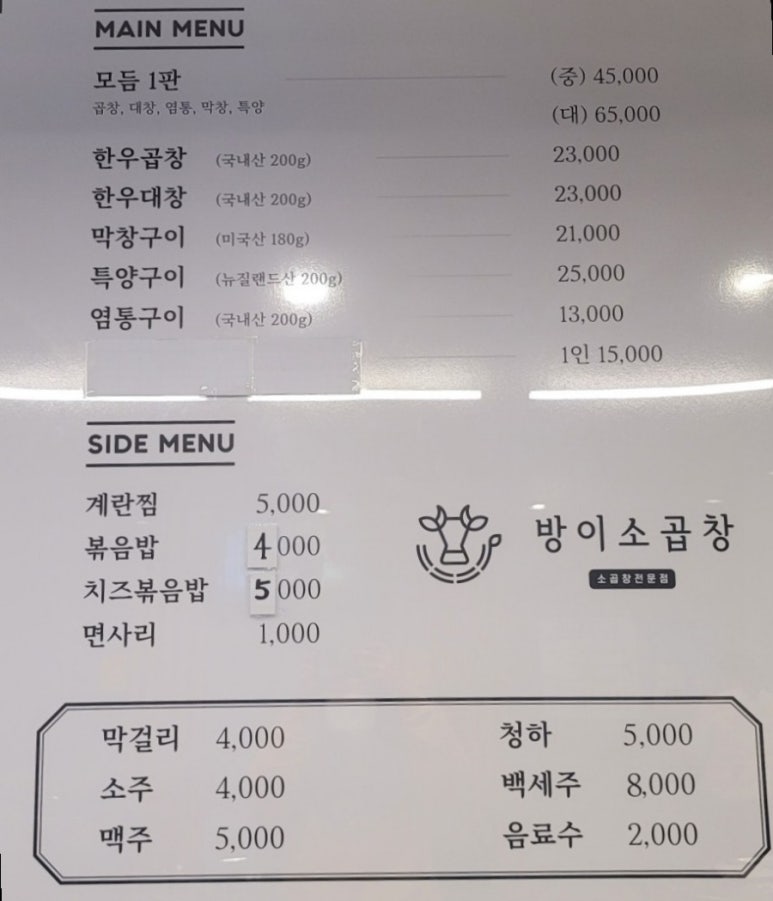 MAIN MENU
모듬 1판 (중) 45,000
곱창, 대창, 염통, 막창, 특양
(대) 65,000
한우곱창 (국내산 200g) 23,000
한우대창 (국내산 200g) 23,000
막창구이 (미국산 180g) 21,000
특양구이 (뉴질랜드산 200g) 25,000
염통구이 (국내산 200g) 13,000
1인 15,000
SIDE MENU
계란찜 5,000
볶음밥 4000
치즈볶음밥 5000
면사리 1,000
방이소곱창
소곱창전문점
막걸리 4,000
소주 4,000
맥주 5,000
청하 5,000
백세주 8,000
음료수 2,000